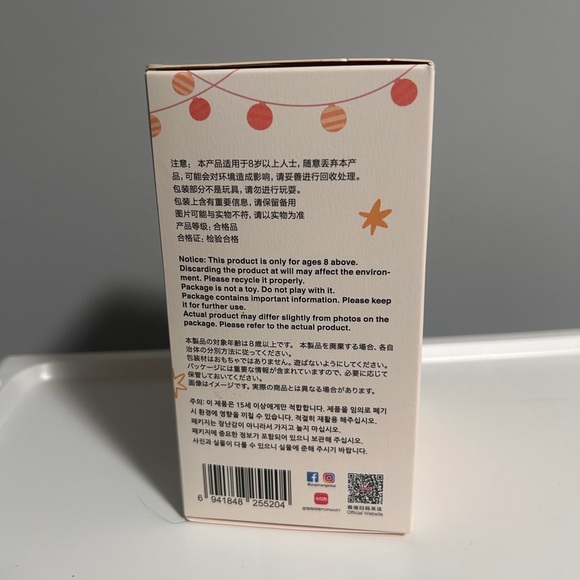 注意： 本产品适用于8岁以上人士，随意丢弃本产
品，可能会对环境造成影响，请妥善进行回收处理。
包装部分不是玩具，请勿进行玩耍。
包装上含有重要信息，请保留备用
图片可能与实物不符，请以实物为准
产品等级：合格品
合格证：检验合格
Notice: This product is only for ages 8 above.
Discarding the product at will may affect the environ-
ment. Please recycle it properly.
Package is not a toy. Do not play with it.
Package contains important information. Please keep
it for further use.
Actual product may differ slightly from photos on the
package. Please refer to the actual product.
本製品の対象年齢は8歳以上です。 本製品を廃棄する場合、各自
治体の分別方法に従ってください。
包装材はおもちゃではありません。遊ばないようにしてください。
パッケージには重要な情報が含まれていますので、必要に応じて
保管しておいてください。
画像はイメージです。実際の商品とは異なる場合があります。
주의: 이 제품은 15세 이상에게만 적합합니다. 제품을 임의로 폐기
시 환경에 영향을 끼칠 수 있습니다. 적절히 재활용 해주십시오.
패키지는 장난감이 아니라서 가지고 놀지 마십시오.
패키지에 중요한 정보가 포함되어 있으니 보관해 주십시오.
사진과 실물이 다를 수 있으니 실물에 준해 주시기 바랍니다.
6 941848 255204
小红书
Official Website